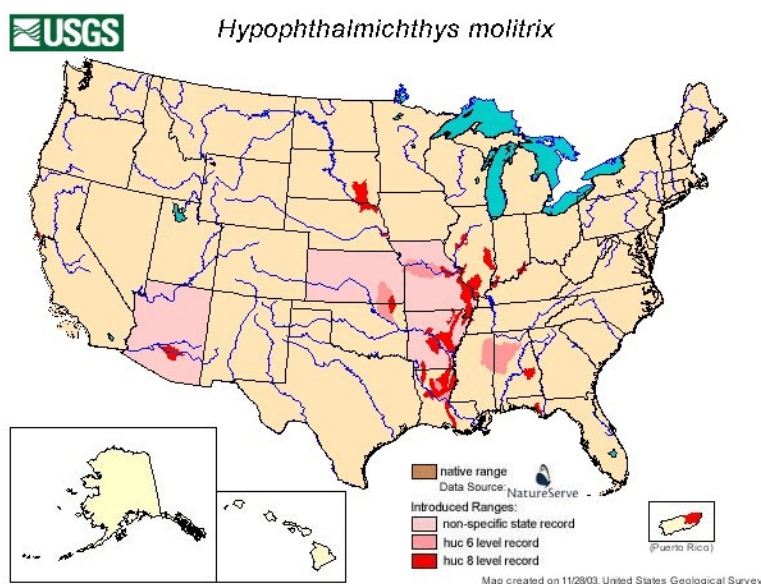 USGS
Hypophthalmichthys molitrix
native range
Data Source: NatureServe
Introduced Ranges:
non-specific state record
huc 6 level record
huc 8 level record
(Puerto Rico)
Map created on 11/28/03. United States Geological Survey